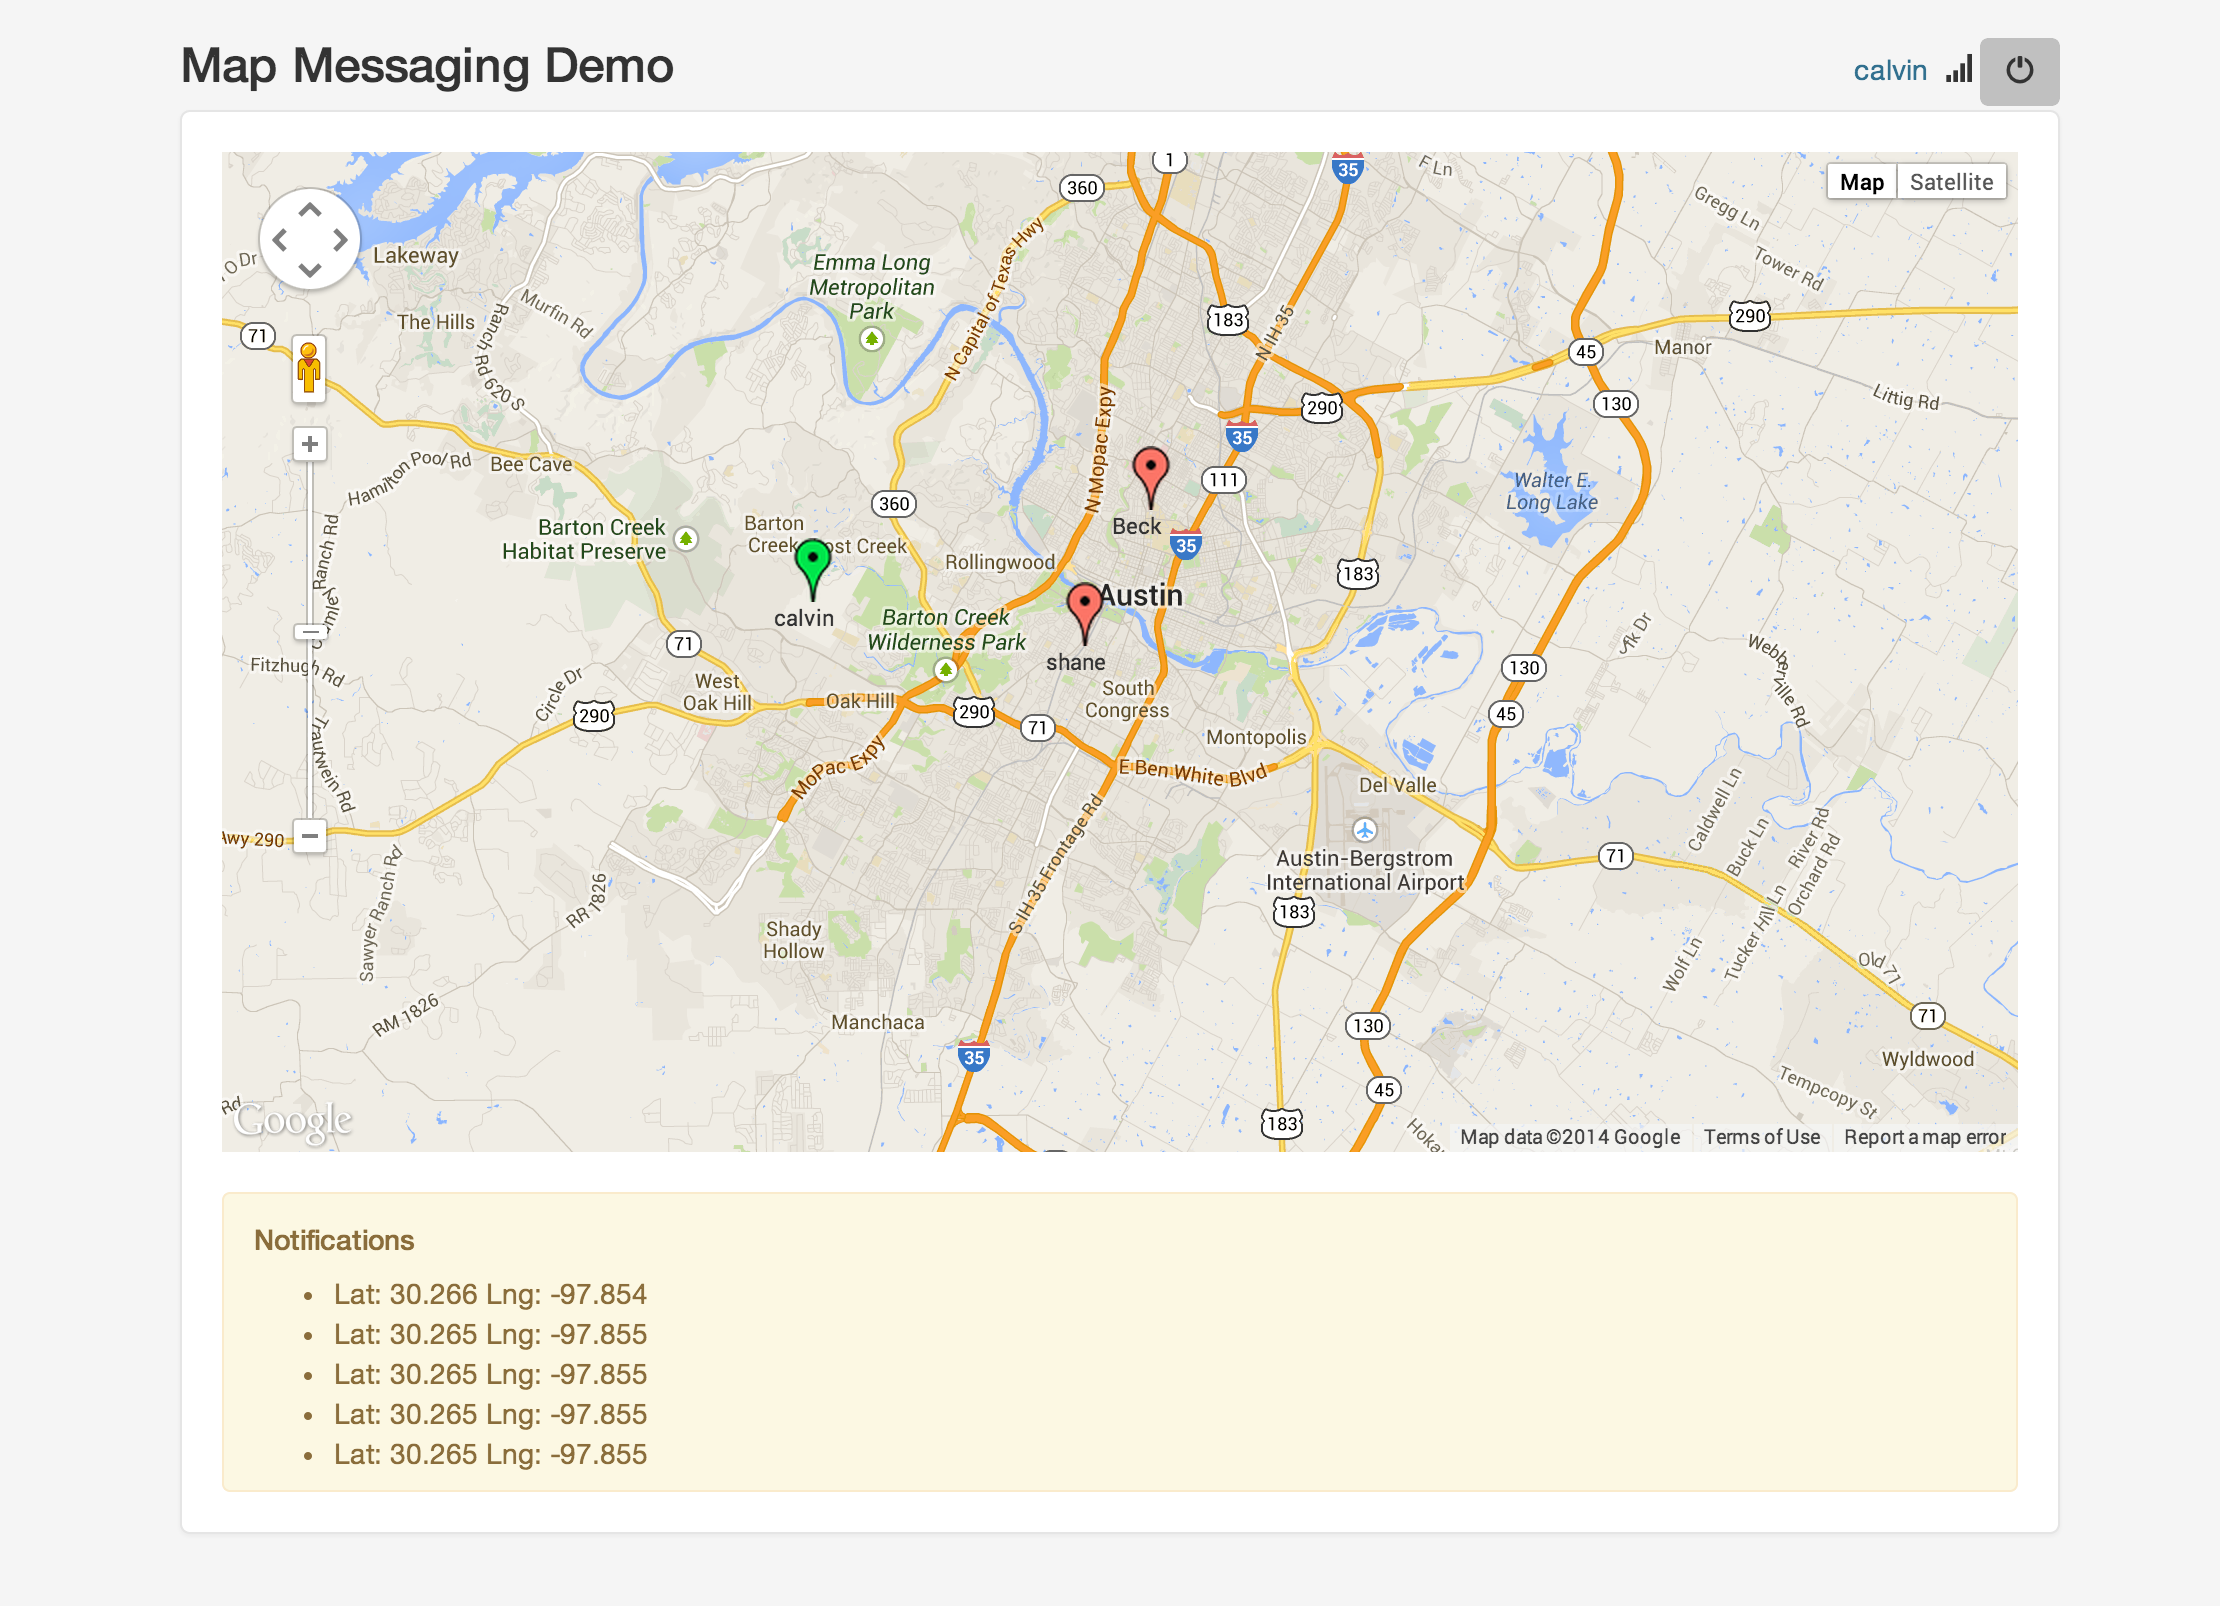 Map Messaging Demo
calvin
Map
Satellite
1
360
35
F Ln
Gregg Ln
Tower Rd
O Dr
Lakeway
Emma Long
Metropolitan
Park
N Capital of Texas Hwy
Murfin Rd
The Hills
Ranch Rd 620 S
71
183
N IH 35
290
45
Manor
130
Littig Rd
290
N Mopac Expy
35
Hamilton Pool Rd
Bee Cave
111
Walter E.
Long Lake
360
Beck
Barton Creek
Habitat Preserve
Barton
Creek
ost Creek
Rollingwood
35
183
Ranch Rd
calvin
Austin
Barton Creek
Wilderness Park
shane
71
Fitzhugh Rd
Circle Dr
West
Oak Hill
Oak Hill
290
290
71
South
Congress
130
45
Webberville Rd
Trautwein Rd
Montopolis
E Ben White Blvd
MoPac Expy
Del Valle
Hwy 290
Caldwell Ln
Buck Ln
River Rd
Orchard Rd
Austin-Bergstrom
International Airport
71
183
S IH 35 Frontage Rd
Sawyer Ranch Rd
RR 1826
Shady
Hollow
Wolf Ln
Tucker Hill Ln
Old 71
RM 1826
Manchaca
130
71
35
Wyldwood
45
Tempcopy St
Rd
Google
183
Map data ©2014 Google
Terms of Use
Report a map error
Notifications
• Lat: 30.266 Lng: -97.854
• Lat: 30.265 Lng: -97.855
• Lat: 30.265 Lng: -97.855
• Lat: 30.265 Lng: -97.855
• Lat: 30.265 Lng: -97.855